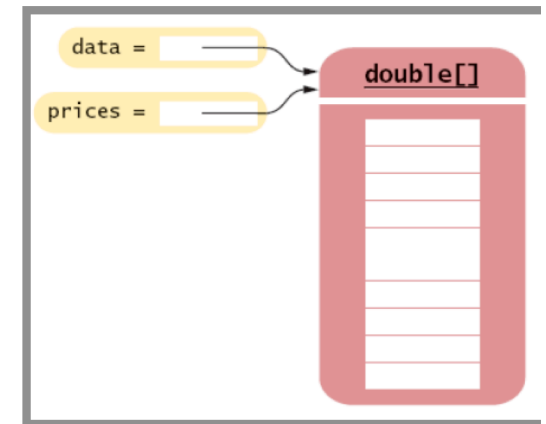 data =
double[]
prices =